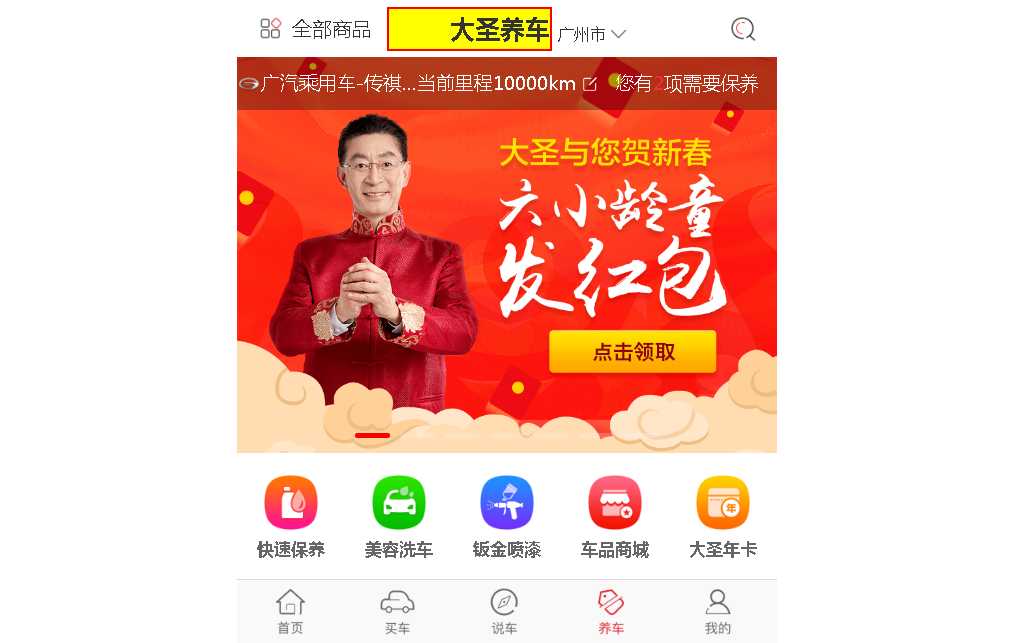 全部商品 大圣养车 广州市
广汽乘用车-传祺...当前里程10000km 您有2项需要保养
大圣与您贺新春
六小龄童
发红包
点击领取
快速保养 美容洗车 钣金喷漆 车品商城 大圣年卡
年
首页 买车 说车 养车 我的